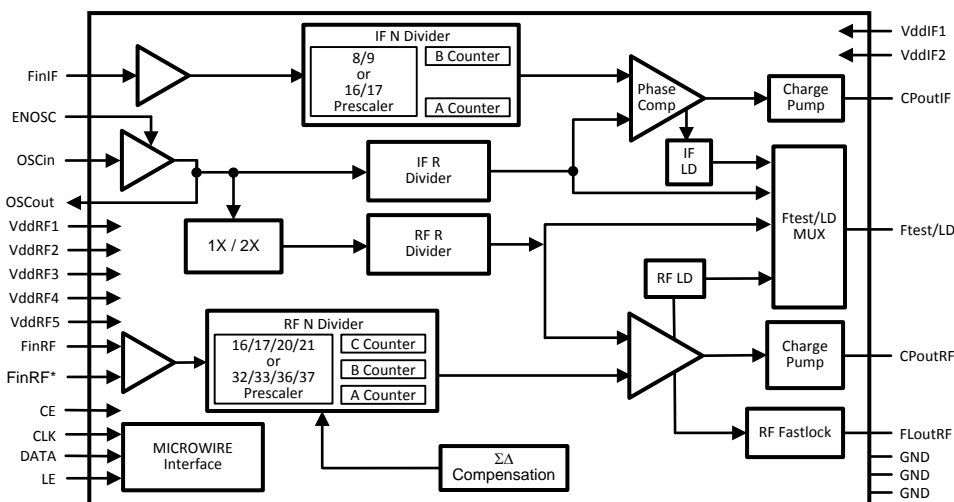 IF N Divider
8/9
or
16/17
Prescaler
B Counter
A Counter
FinIF
ENOSC
OSCin
OSCout
VddRF1
VddRF2
VddRF3
VddRF4
VddRF5
FinRF
FinRF*
CE
CLK
DATA
LE
Phase
Comp
Charge
Pump
IF
LD
IF R
Divider
1X / 2X
RF R
Divider
Ftest/LD
MUX
RF LD
RF N Divider
16/17/20/21
or
32/33/36/37
Prescaler
C Counter
B Counter
A Counter
Charge
Pump
RF Fastlock
MICROWIRE
Interface
ΣΔ
Compensation
VddIF1
VddIF2
CPoutIF
Ftest/LD
CPoutRF
FLoutRF
GND
GND
GND